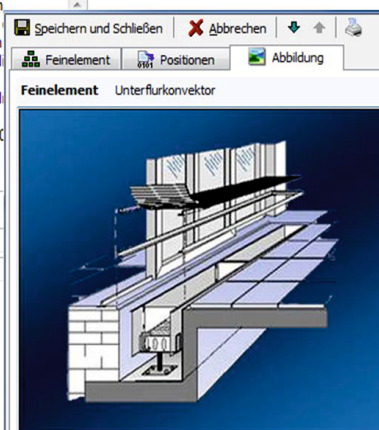 Speichern und Schließen Abbrechen
Feinelement Positionen Abbildung
Feinelement Unterflurkonvektor